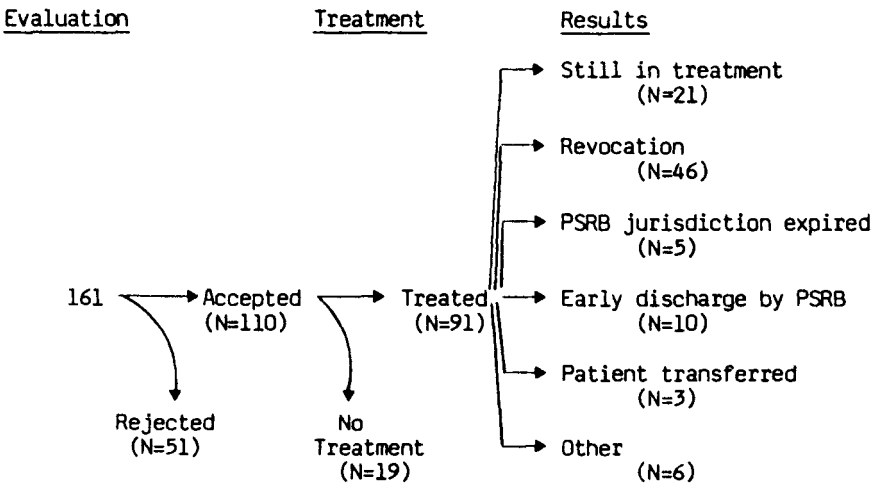 Evaluation Treatment Results
Still in treatment
(N=21)
Revocation
(N=46)
PSRB jurisdiction expired
(N=5)
161 Accepted Treated Early discharge by PSRB
(N=110) (N=91) (N=10)
Patient transferred
(N=3)
Rejected No
(N=51) Treatment
(N=19)
Other
(N=6)